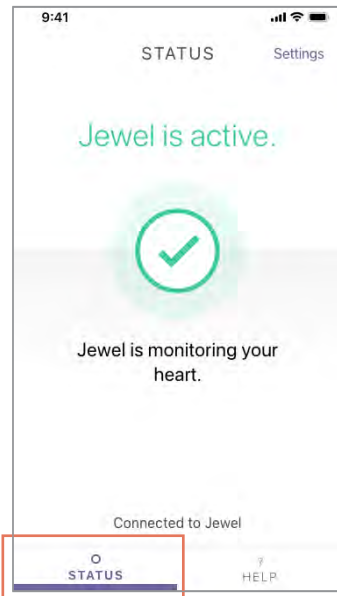 9:41
STATUS
Settings
Jewel is active.
Jewel is monitoring your
heart.
Connected to Jewel
STATUS
?
HELP